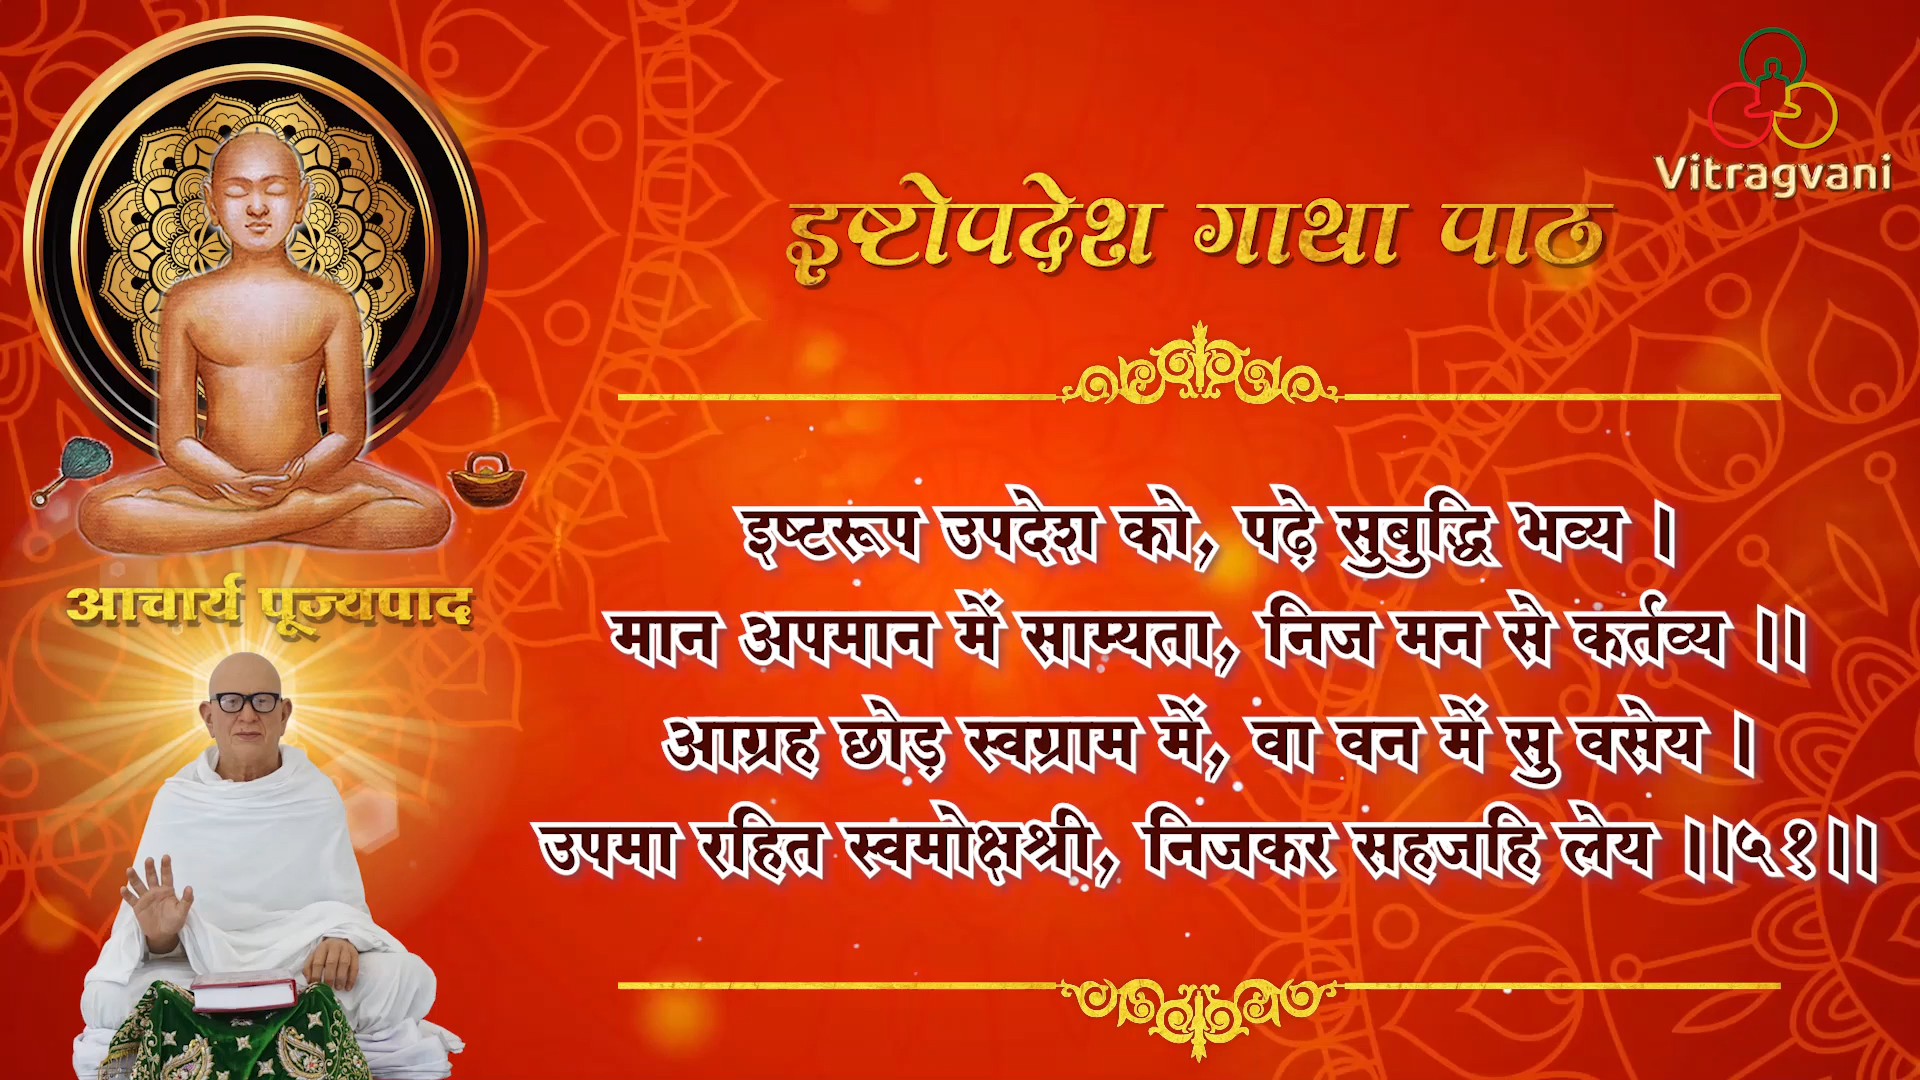 Vitragvani
इष्टोपदेश गाथा पाठ
इष्टरूप उपदेश को, पढ़े सुबुद्धि भव्य ।
मान अपमान में साम्यता, निज मन से कर्तव्य ।।
आग्रह छोड़ स्वग्राम में, वा वन में सु वसेय ।
उपमा रहित स्वमोक्षश्री, निजकर सहजहि लेय ।।५१।।
आचार्य पूज्यपाद